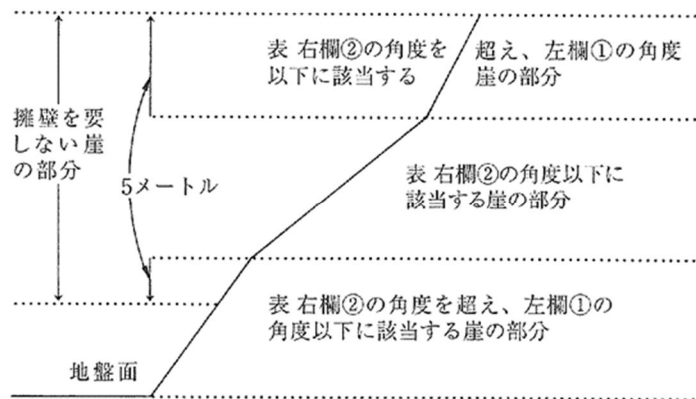 表 右欄②の角度を 超え、左欄①の角度
以下に該当する 崖の部分
擁壁を要
しない崖
の部分
5メートル
表 右欄②の角度以下に
該当する崖の部分
表 右欄②の角度を超え、左欄①の
角度以下に該当する崖の部分
地盤面